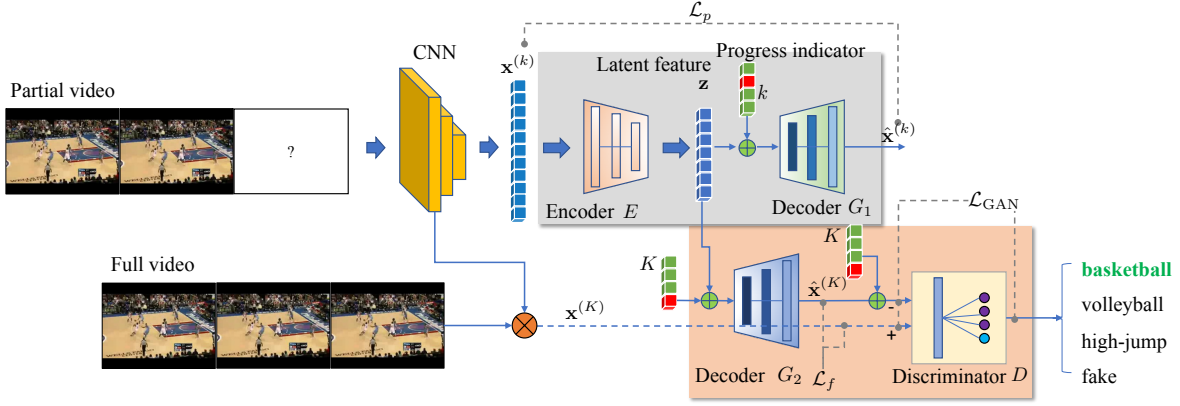 𝓛_p
CNN
x^(k)
Progress indicator
Latent feature
z
k
Partial video
?
x̂^(k)
Encoder E
Decoder G_1
𝓛_GAN
K
K
Full video
x̂^(K)
basketball
x^(K)
-
volleyball
+
high-jump
Decoder G_2
𝓛_f
Discriminator D
fake